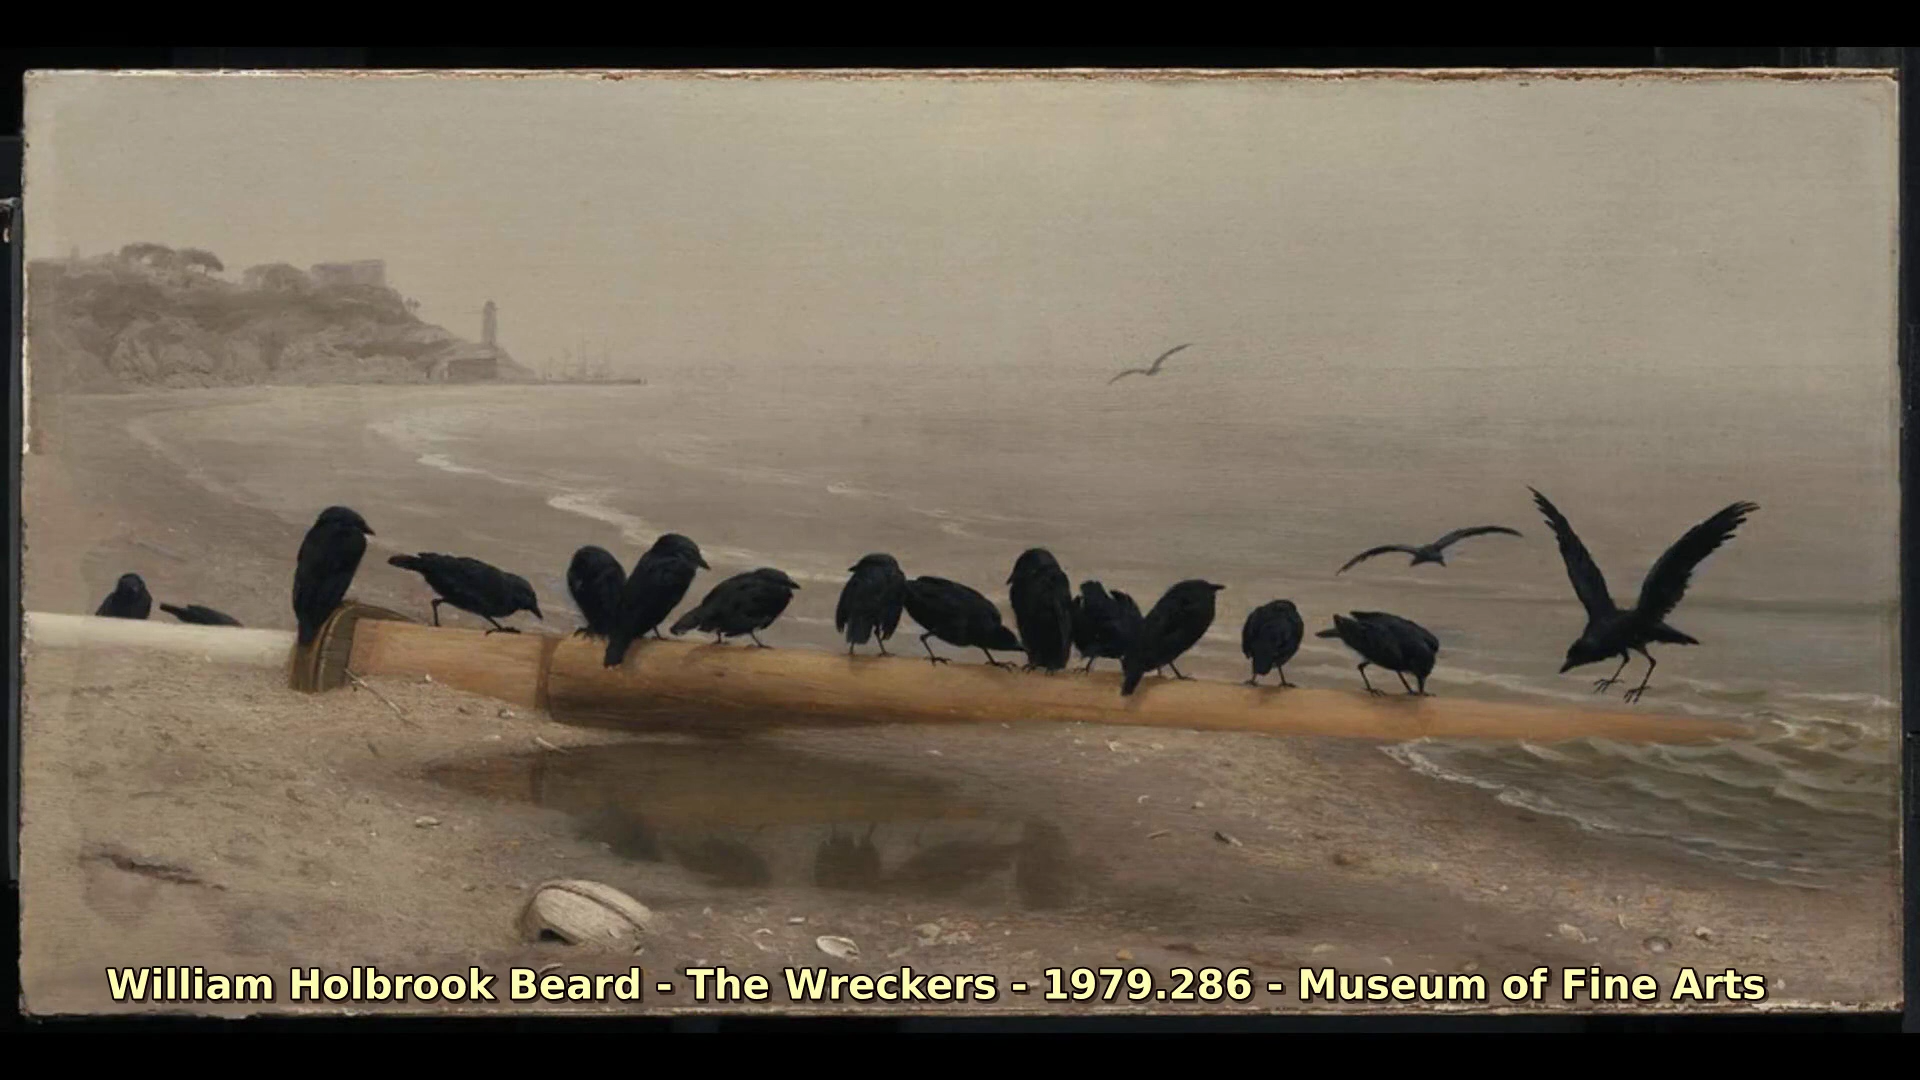 William Holbrook Beard - The Wreckers - 1979.286 - Museum of Fine Arts